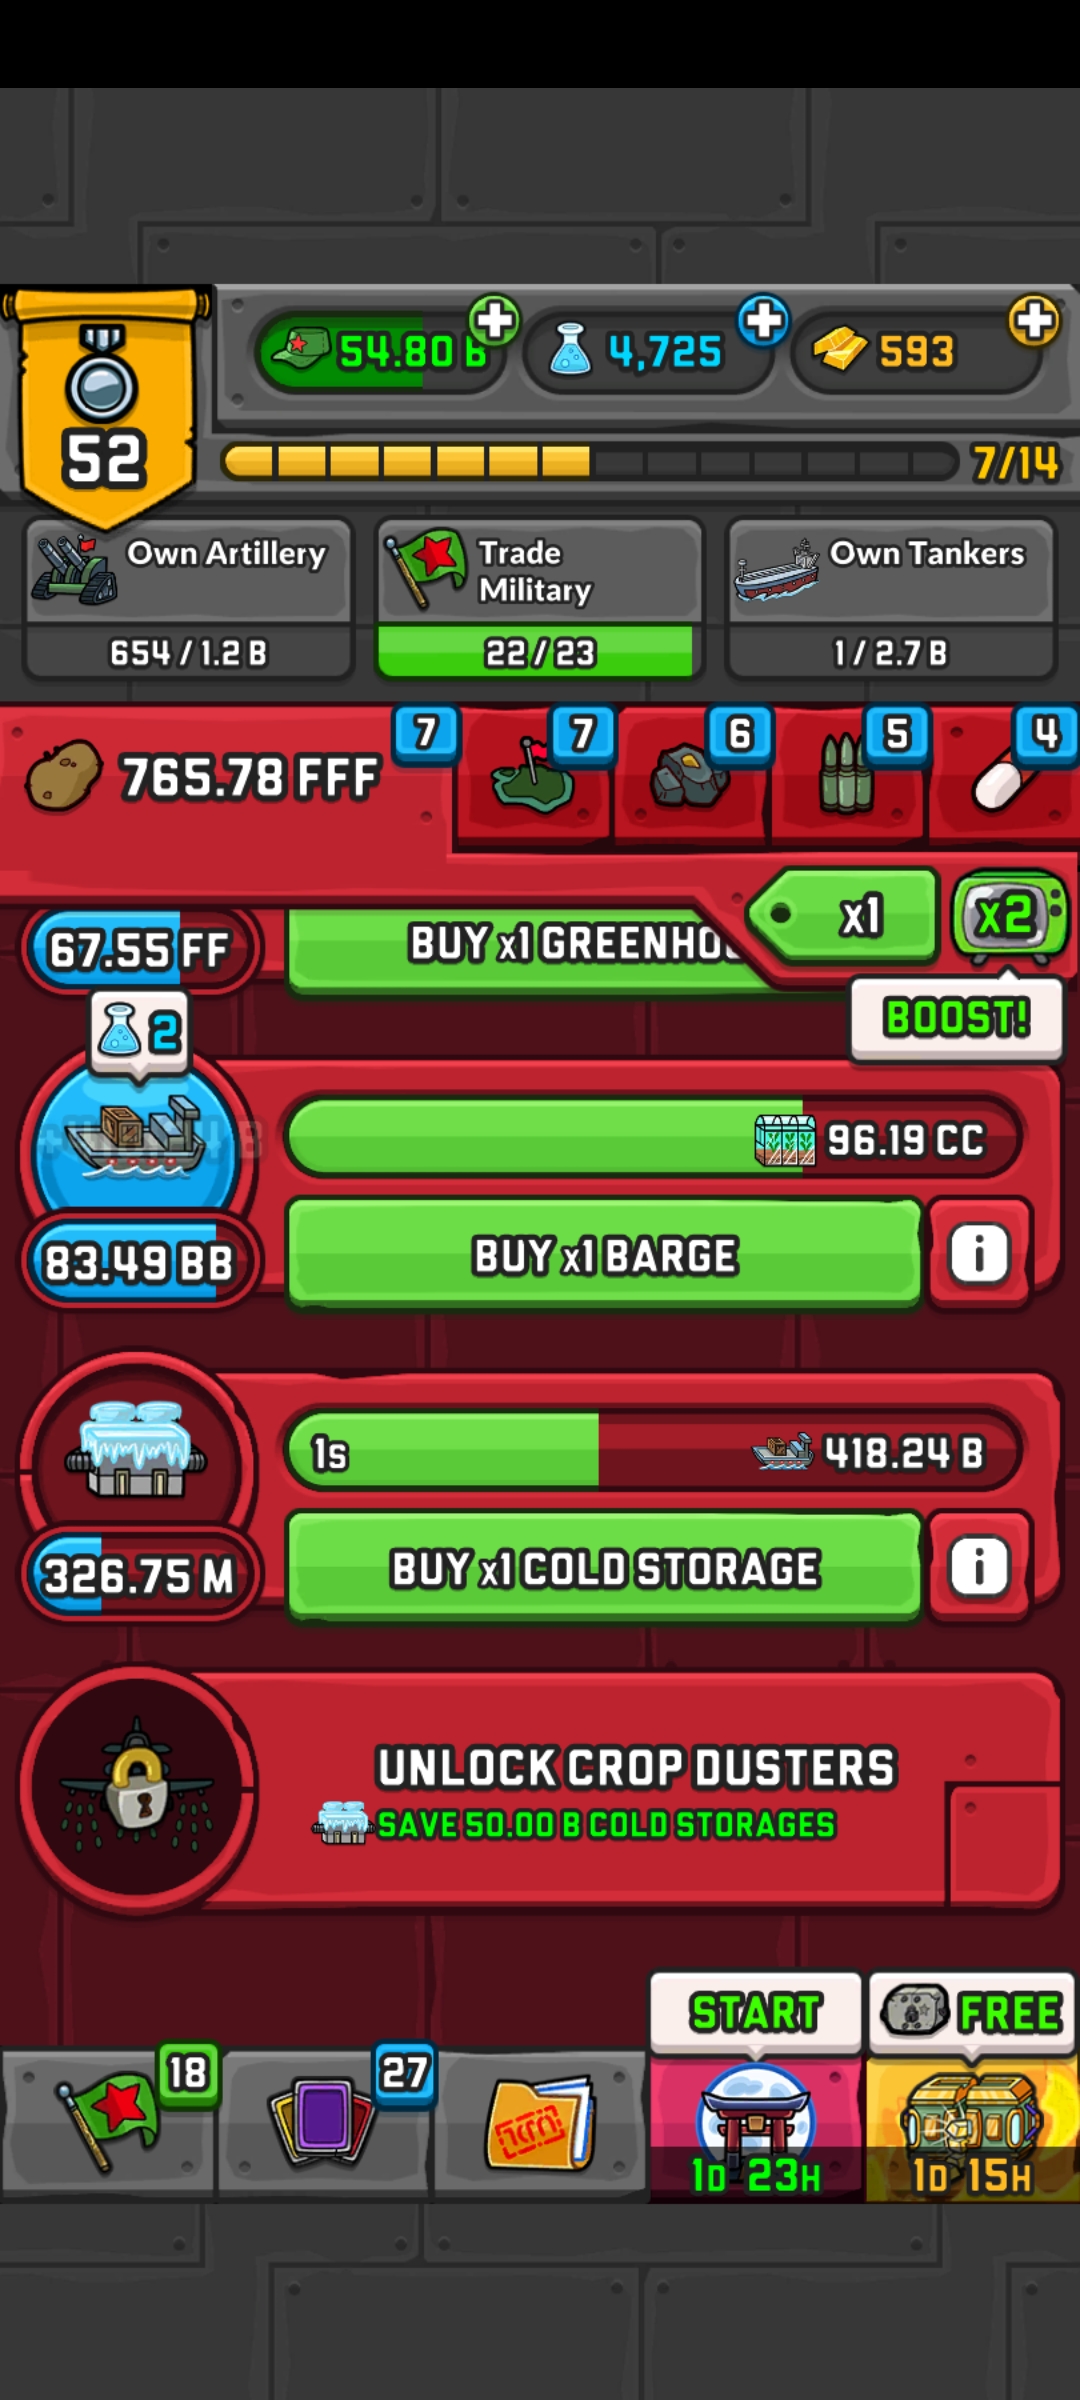 54.80 B
4,725
593
52
7/14
Own Artillery
654 / 1.2 B
Trade
Military
22 / 23
Own Tankers
1 / 2.7 B
765.78 FFF
7
7
6
5
4
x1
x2
BOOST!
67.55 FF
BUY x1 GREENHO
2
96.19 CC
83.49 BB
BUY x1 BARGE
i
1s
418.24 B
326.75 M
BUY x1 COLD STORAGE
i
UNLOCK CROP DUSTERS
SAVE 50.00 B COLD STORAGES
START
FREE
18
27
1D 23H
1D 15H